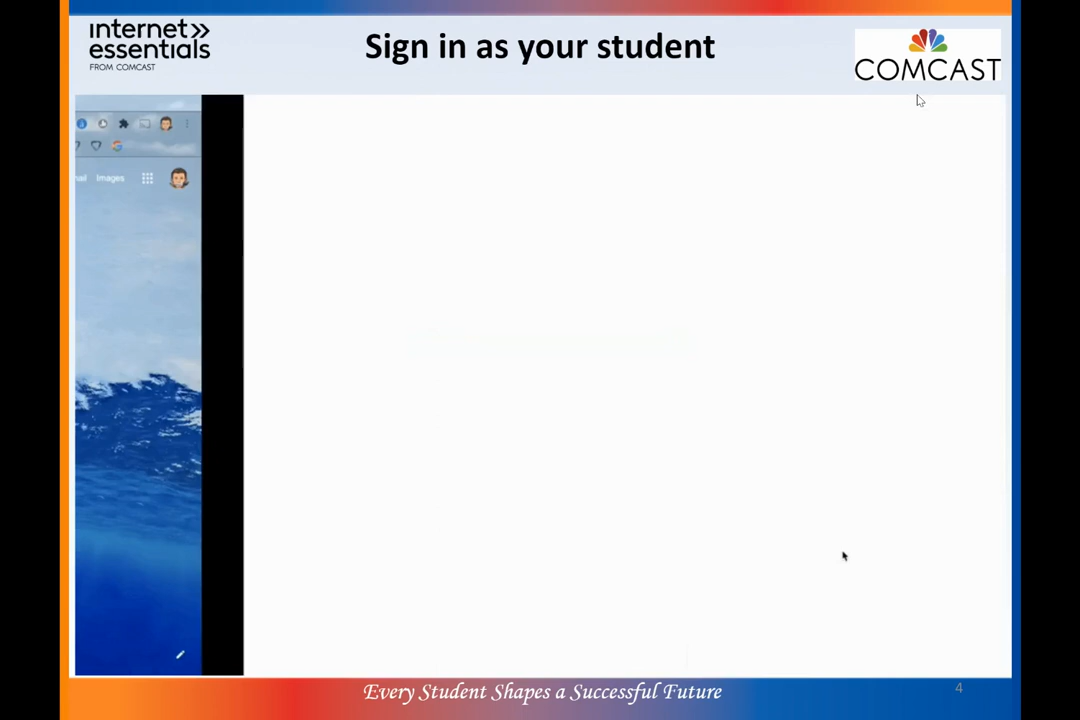 internet
essentials
FROM COMCAST
Sign in as your student
COMCAST
Images
Every Student Shapes a Successful Future
4